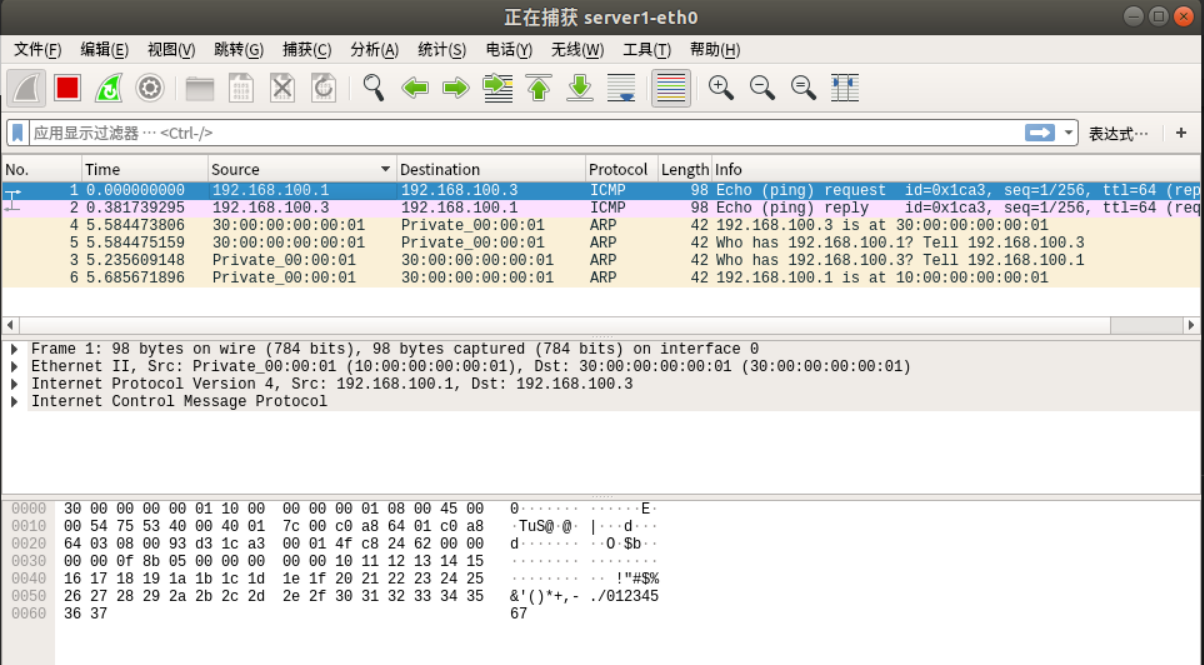 正在捕获 server1-eth0
文件(F) 编辑(E) 视图(V) 跳转(G) 捕获(C) 分析(A) 统计(S) 电话(Y) 无线(W) 工具(T) 帮助(H)
应用显示过滤器 … <Ctrl-/> 表达式… +
No. Time Source Destination Protocol Length Info
1 0.000000000 192.168.100.1 192.168.100.3 ICMP 98 Echo (ping) request id=0x1ca3, seq=1/256, ttl=64 (rep
2 0.381739295 192.168.100.3 192.168.100.1 ICMP 98 Echo (ping) reply id=0x1ca3, seq=1/256, ttl=64 (req
4 5.584473806 30:00:00:00:00:01 Private_00:00:01 ARP 42 192.168.100.3 is at 30:00:00:00:00:01
5 5.584475159 30:00:00:00:00:01 Private_00:00:01 ARP 42 Who has 192.168.100.1? Tell 192.168.100.3
3 5.235609148 Private_00:00:01 30:00:00:00:00:01 ARP 42 Who has 192.168.100.3? Tell 192.168.100.1
6 5.685671896 Private_00:00:01 30:00:00:00:00:01 ARP 42 192.168.100.1 is at 10:00:00:00:00:01
Frame 1: 98 bytes on wire (784 bits), 98 bytes captured (784 bits) on interface 0
Ethernet II, Src: Private_00:00:01 (10:00:00:00:00:01), Dst: 30:00:00:00:00:01 (30:00:00:00:00:01)
Internet Protocol Version 4, Src: 192.168.100.1, Dst: 192.168.100.3
Internet Control Message Protocol
0000 30 00 00 00 00 01 10 00 00 00 00 01 08 00 45 00 0······· ······E·
0010 00 54 75 53 40 00 40 01 7c 00 c0 a8 64 01 c0 a8 ·TuS@·@· |···d···
0020 64 03 08 00 93 d3 1c a3 00 01 4f c8 24 62 00 00 d······· ··O·$b··
0030 00 00 0f 8b 05 00 00 00 00 00 10 11 12 13 14 15 ········ ········
0040 16 17 18 19 1a 1b 1c 1d 1e 1f 20 21 22 23 24 25 ········ ·· !"#$%
0050 26 27 28 29 2a 2b 2c 2d 2e 2f 30 31 32 33 34 35 &'()*+,- ./012345
0060 36 37 67